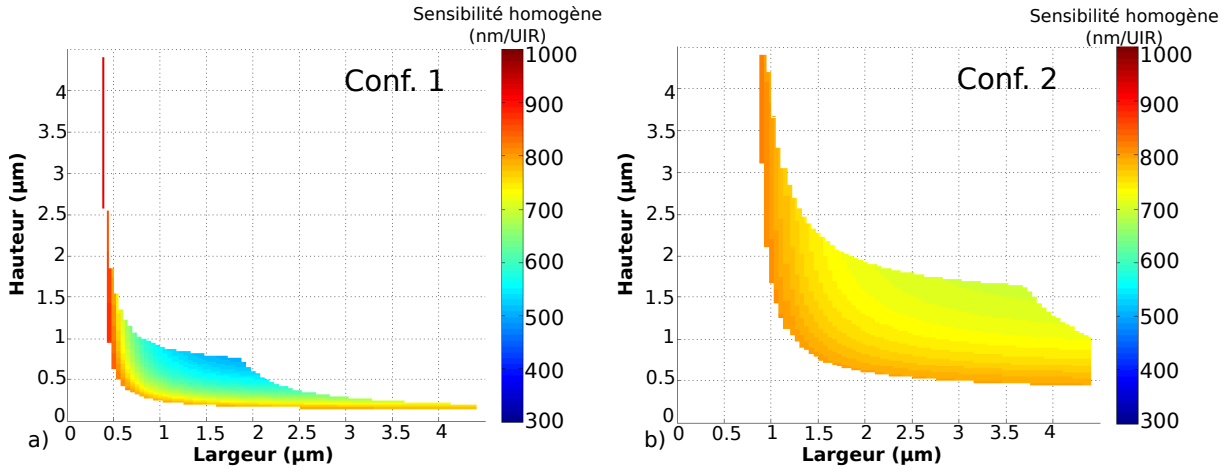 Sensibilité homogène
(nm/UIR)
Conf. 1
Hauteur (µm)
4
3.5
3
2.5
2
1.5
1
0.5
0
0 0.5 1 1.5 2 2.5 3 3.5 4
Largeur (µm)
1000
900
800
700
600
500
400
300
a)
Sensibilité homogène
(nm/UIR)
Conf. 2
Hauteur (µm)
4
3.5
3
2.5
2
1.5
1
0.5
0
0 0.5 1 1.5 2 2.5 3 3.5 4
Largeur (µm)
1000
900
800
700
600
500
400
300
b)